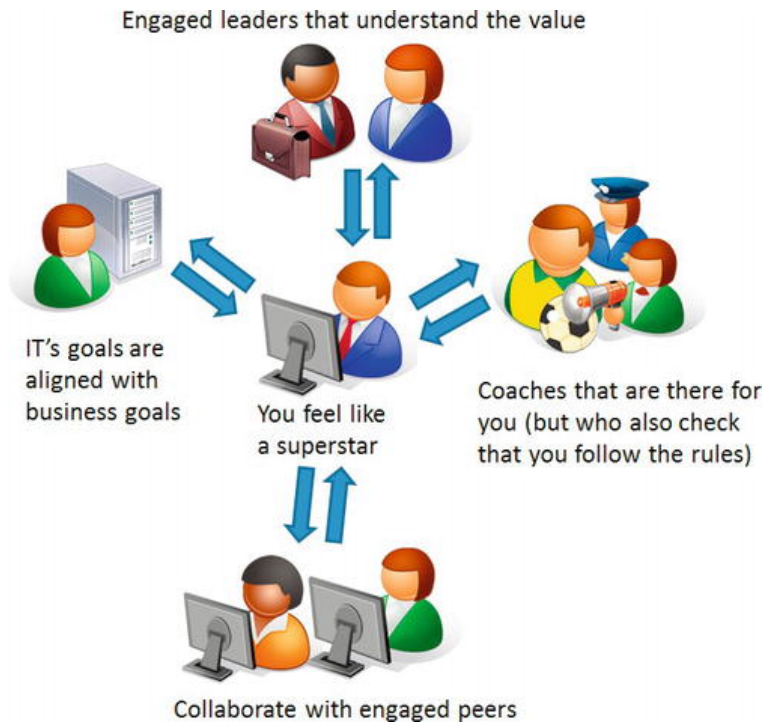 Engaged leaders that understand the value
IT’s goals are
aligned with
business goals
You feel like
a superstar
Coaches that are there for
you (but who also check
that you follow the rules)
Collaborate with engaged peers